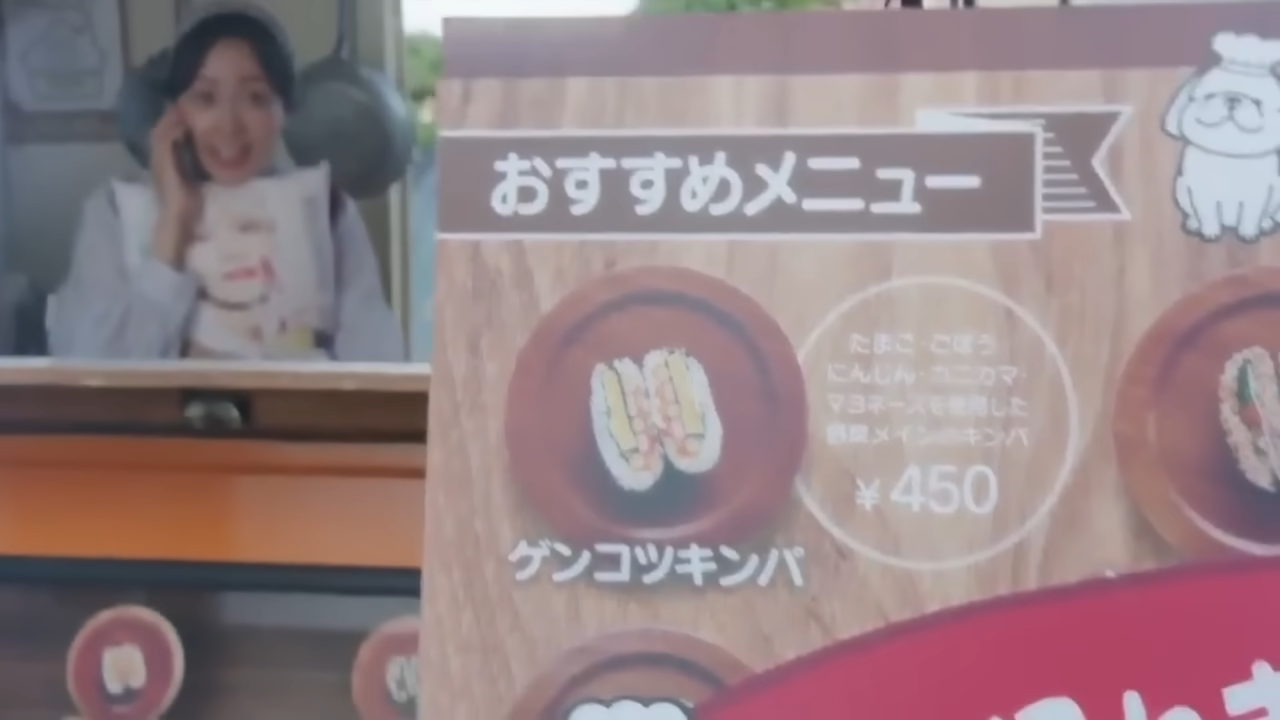 おすすめメニュー
たまご・ごぼう
にんじん・カニカマ・
マヨネーズを使用した
メインのキンパ
¥450
ゲンコツキンパ